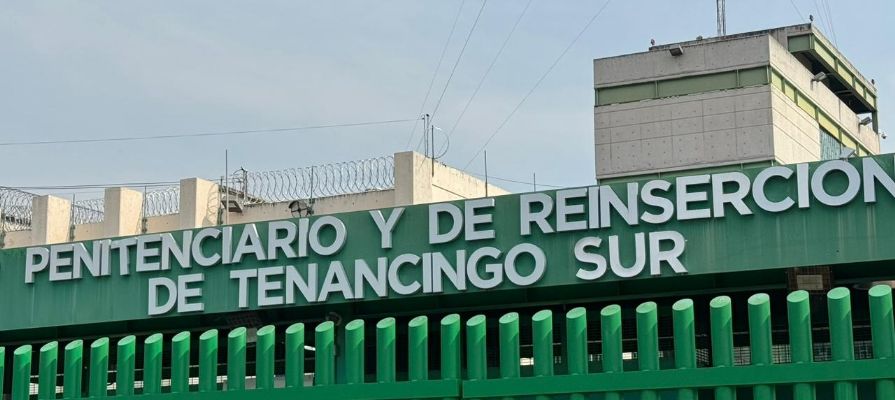 PENITENCIARIO Y DE REINSERCIÓN
DE TENANCINGO SUR